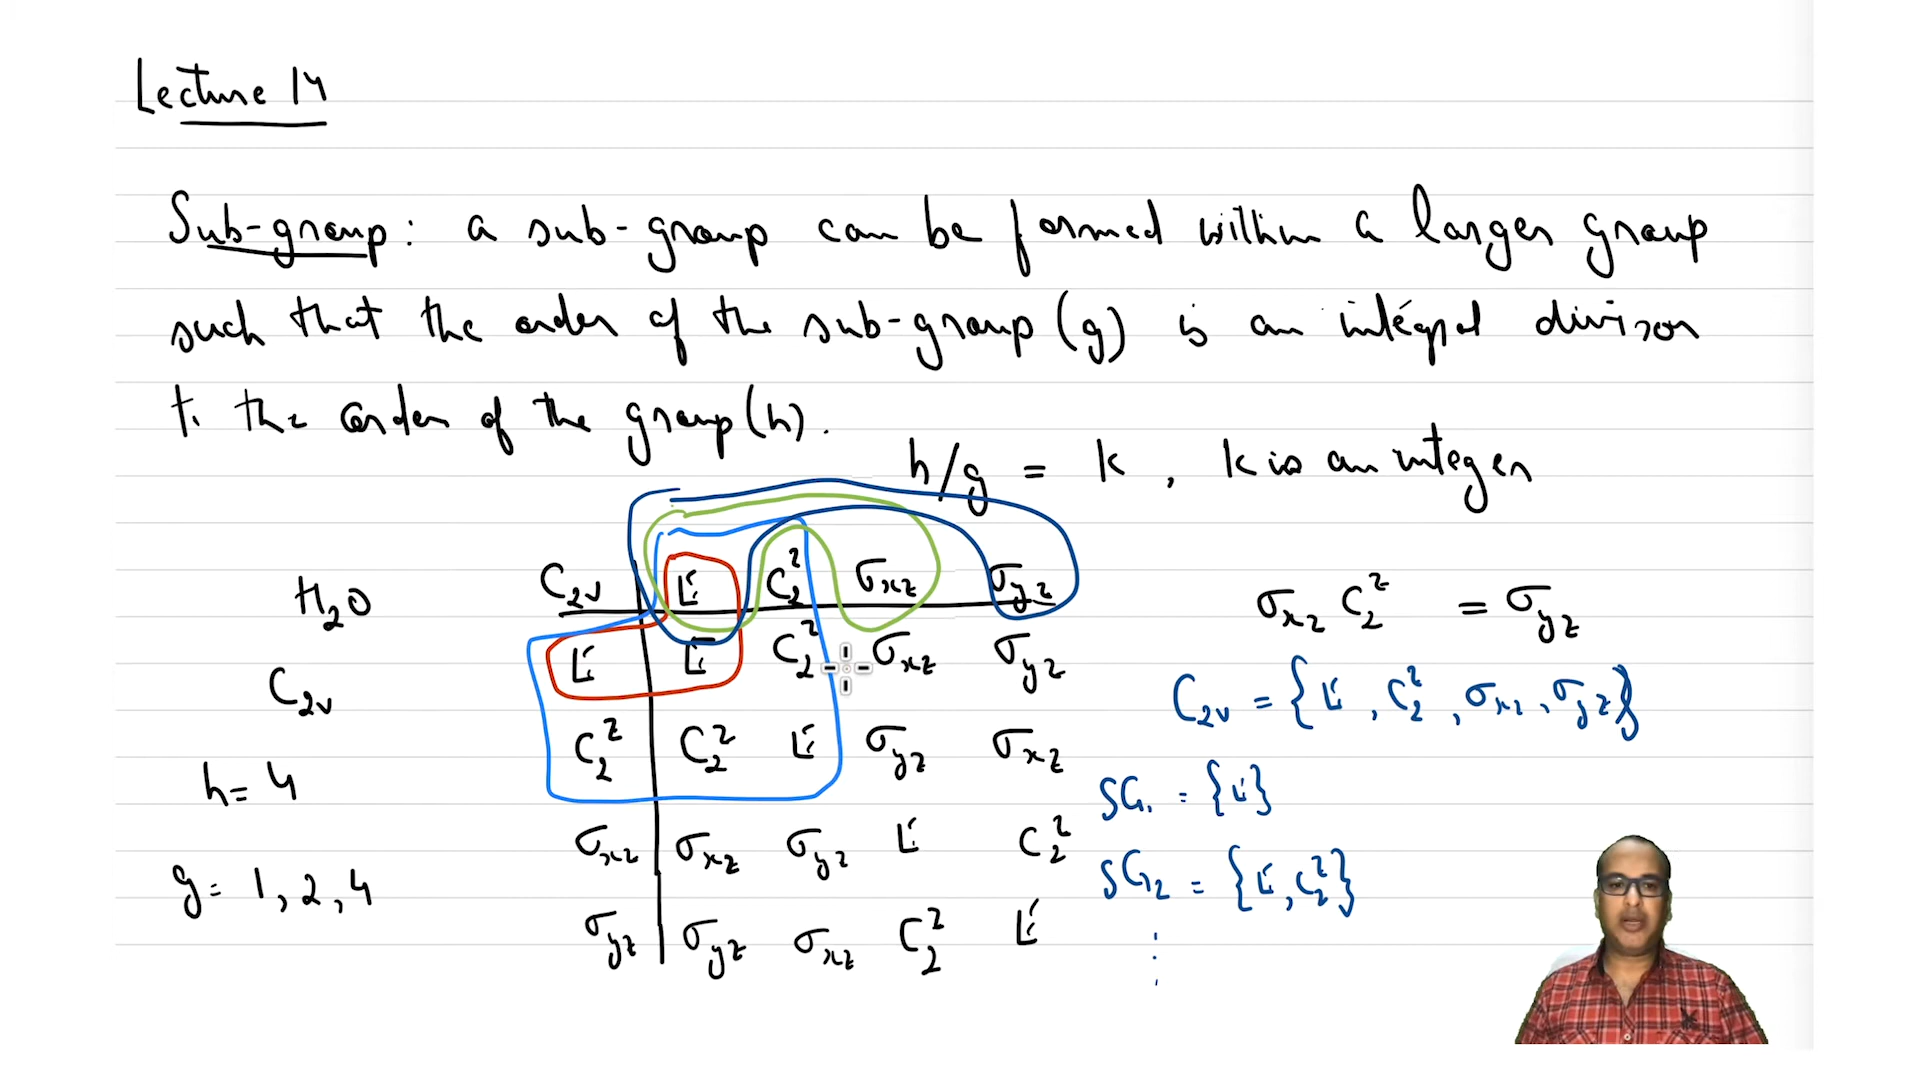 Lecture 14
Sub-group: a sub-group can be formed within a larger group
such that the order of the sub-group (g) is an integral divisor
to the order of the group (h).
h/g = k , k is an integer
H₂O
C₂ᵥ
h = 4
g = 1, 2, 4
C₂ᵥ E C₂ᶻ σxz σyz
E E C₂ᶻ σxz σyz
C₂ᶻ C₂ᶻ E σyz σxz
σxz σxz σyz E C₂ᶻ
σyz σyz σxz C₂ᶻ E
σxz C₂ᶻ = σyz
C₂ᵥ = {E, C₂ᶻ, σxz, σyz}
SG₁ = {E}
SG₂ = {E, C₂ᶻ}
⋮